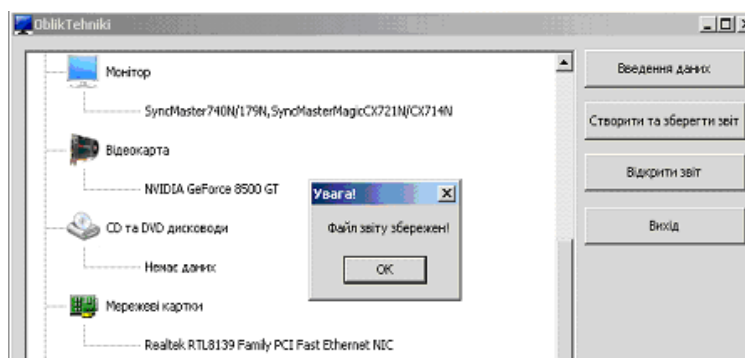 OblikTehniki
Монітор
SyncMaster740N/179N,SyncMasterMagicCX721N/CX714N
Відеокарта
NVIDIA GeForce 8500 GT
CD та DVD дисководи
Немає даних
Мережеві картки
Realtek RTL8139 Family PCI Fast Ethernet NIC
Увага!
Файл звіту збережен!
OK
Введення даних
Створити та зберегти звіт
Відкрити звіт
Вихід